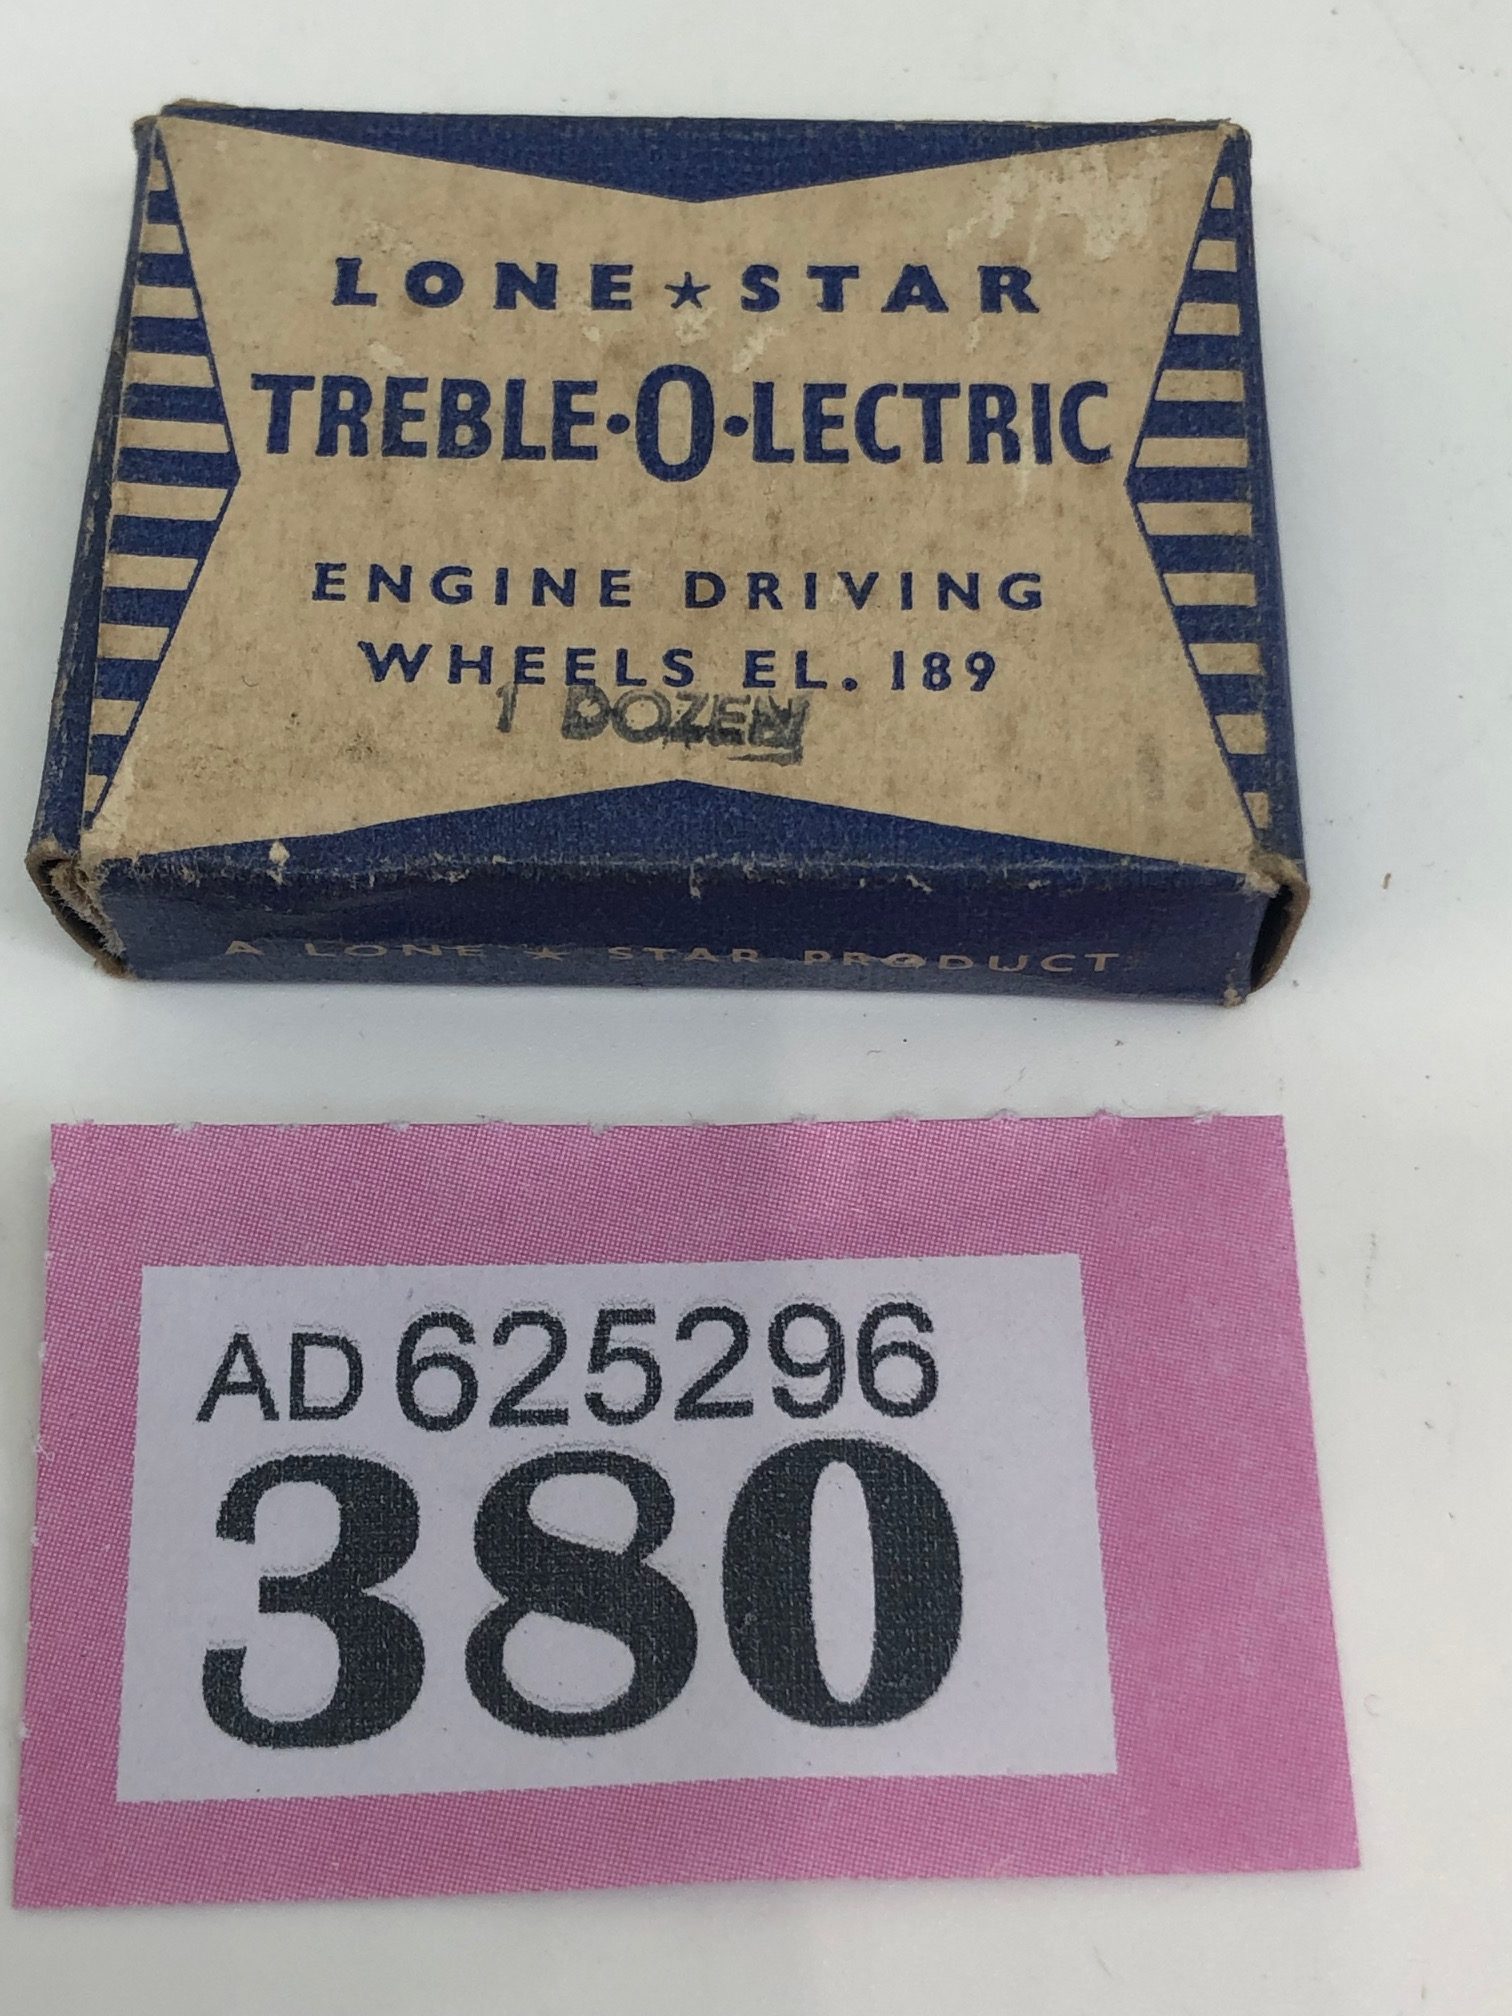 LONE ★ STAR
TREBLE·O·LECTRIC
ENGINE DRIVING
WHEELS EL. 189
1 DOZEN
A LONE ★ STAR PRODUCT
AD 625296
380